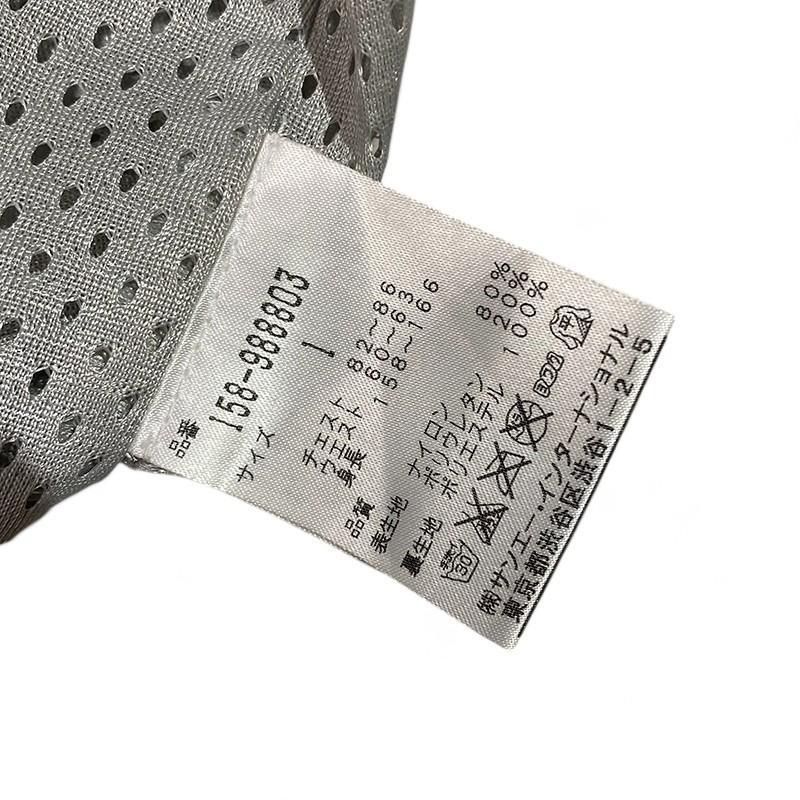 品番
158-988803
サイズ 1
チェスト 82〜86
ウエスト 60〜63
身長 158〜166
品質
表生地 ナイロン 80%
ポリウレタン 20%
裏生地 ポリエステル 100%
30
中
㈱サンエー・インターナショナル
東京都渋谷区渋谷1-2-5